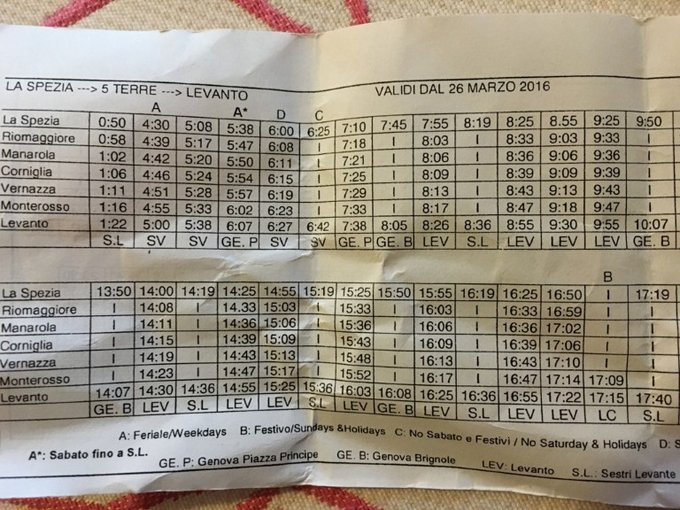 LA SPEZIA ---> 5 TERRE ---> LEVANTO VALIDI DAL 26 MARZO 2016
A A* D C
La Spezia 0:50 4:30 5:08 5:38 6:00 6:25 7:10 7:45 7:55 8:19 8:25 8.55 9:25 9:50
Riomaggiore 0:58 4:39 5:17 5:47 6:08 I 7:18 I 8:03 I 8:33 9:03 9:33 I
Manarola 1:02 4:42 5:20 5:50 6:11 I 7:21 I 8:06 I 8:36 9:06 9:36 I
Corniglia 1:06 4:46 5:24 5:54 6:15 I 7:25 I 8:09 I 8:39 9:09 9:39 I
Vernazza 1:11 4:51 5:28 5:57 6:19 I 7:29 I 8:13 I 8:43 9:13 9:43 I
Monterosso 1:16 4:55 5:33 6:02 6:23 I 7:33 I 8:17 I 8:47 9:18 9:47 I
Levanto 1:22 5:00 5:38 6:07 6:27 6:42 7:38 8:05 8:26 8:36 8:55 9:30 9:55 10:07
S.L SV SV GE. P SV SV GE. P GE. B LEV S.L LEV LEV LEV GE. B
B
La Spezia 13:50 14:00 14:19 14:25 14:55 15:19 15:25 15:50 15:55 16:19 16:25 16:50 I 17:19
Riomaggiore I 14:08 I 14.33 15:03 I 15:33 I 16:03 I 16:33 16:59 I I
Manarola I 14:11 I 14:36 15:06 I 15:36 I 16:06 I 16:36 17:02 I I
Corniglia I 14:15 I 14:39 15:09 I 15:43 I 16:09 I 16:39 17:06 I I
Vernazza I 14:19 I 14:43 15:13 I 15:48 I 16:13 I 16:43 17:10 I I
Monterosso I 14:23 I 14:47 15:17 I 15:52 I 16:17 I 16:47 17:14 17:09 I
Levanto 14:07 14:30 14:36 14:55 15:25 15:36 16:03 16:08 16:25 16:36 16:55 17:22 17:15 17:40
GE. B LEV S.L LEV LEV S.L LEV GE. B LEV S.L LEV LEV LC S.L
A: Feriale/Weekdays B: Festivo/Sundays &Holidays C: No Sabato e Festivi / No Saturday & Holidays D: S
A*: Sabato fino a S.L.
GE. P: Genova Piazza Principe GE. B: Genova Brignole LEV: Levanto S.L.: Sestri Levante